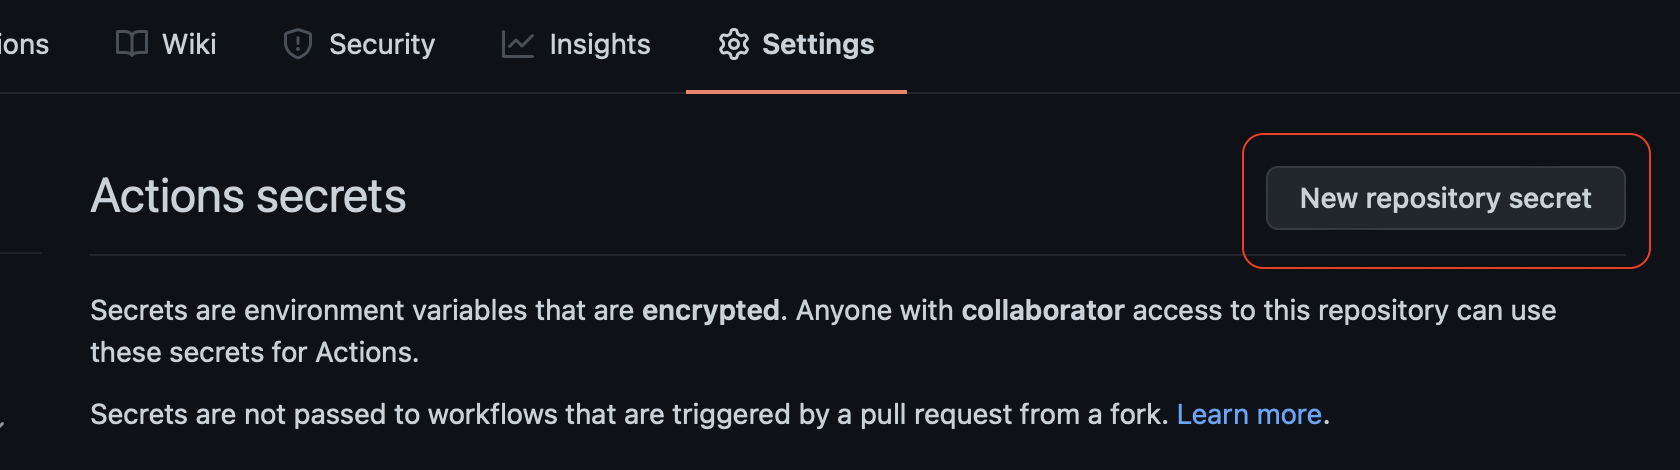 ions Wiki Security Insights Settings
Actions secrets
New repository secret
Secrets are environment variables that are encrypted. Anyone with collaborator access to this repository can use
these secrets for Actions.
Secrets are not passed to workflows that are triggered by a pull request from a fork. Learn more.